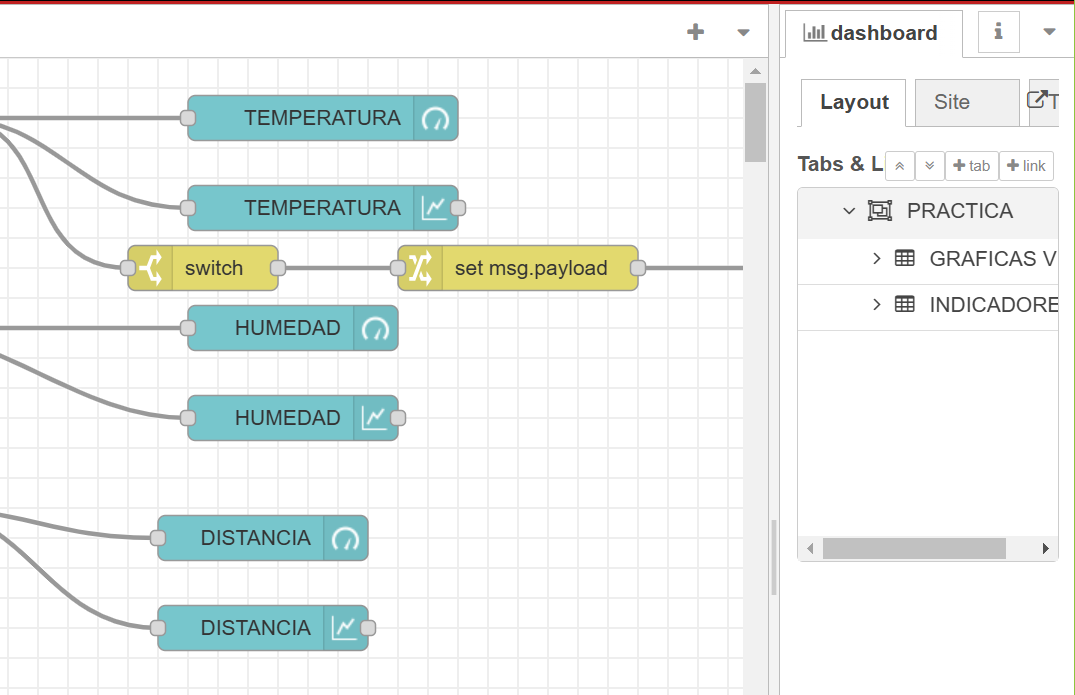 dashboard
i
Layout
Site
T
Tabs & L
tab
link
PRACTICA
GRAFICAS V
INDICADORE
TEMPERATURA
TEMPERATURA
switch
set msg.payload
HUMEDAD
HUMEDAD
DISTANCIA
DISTANCIA